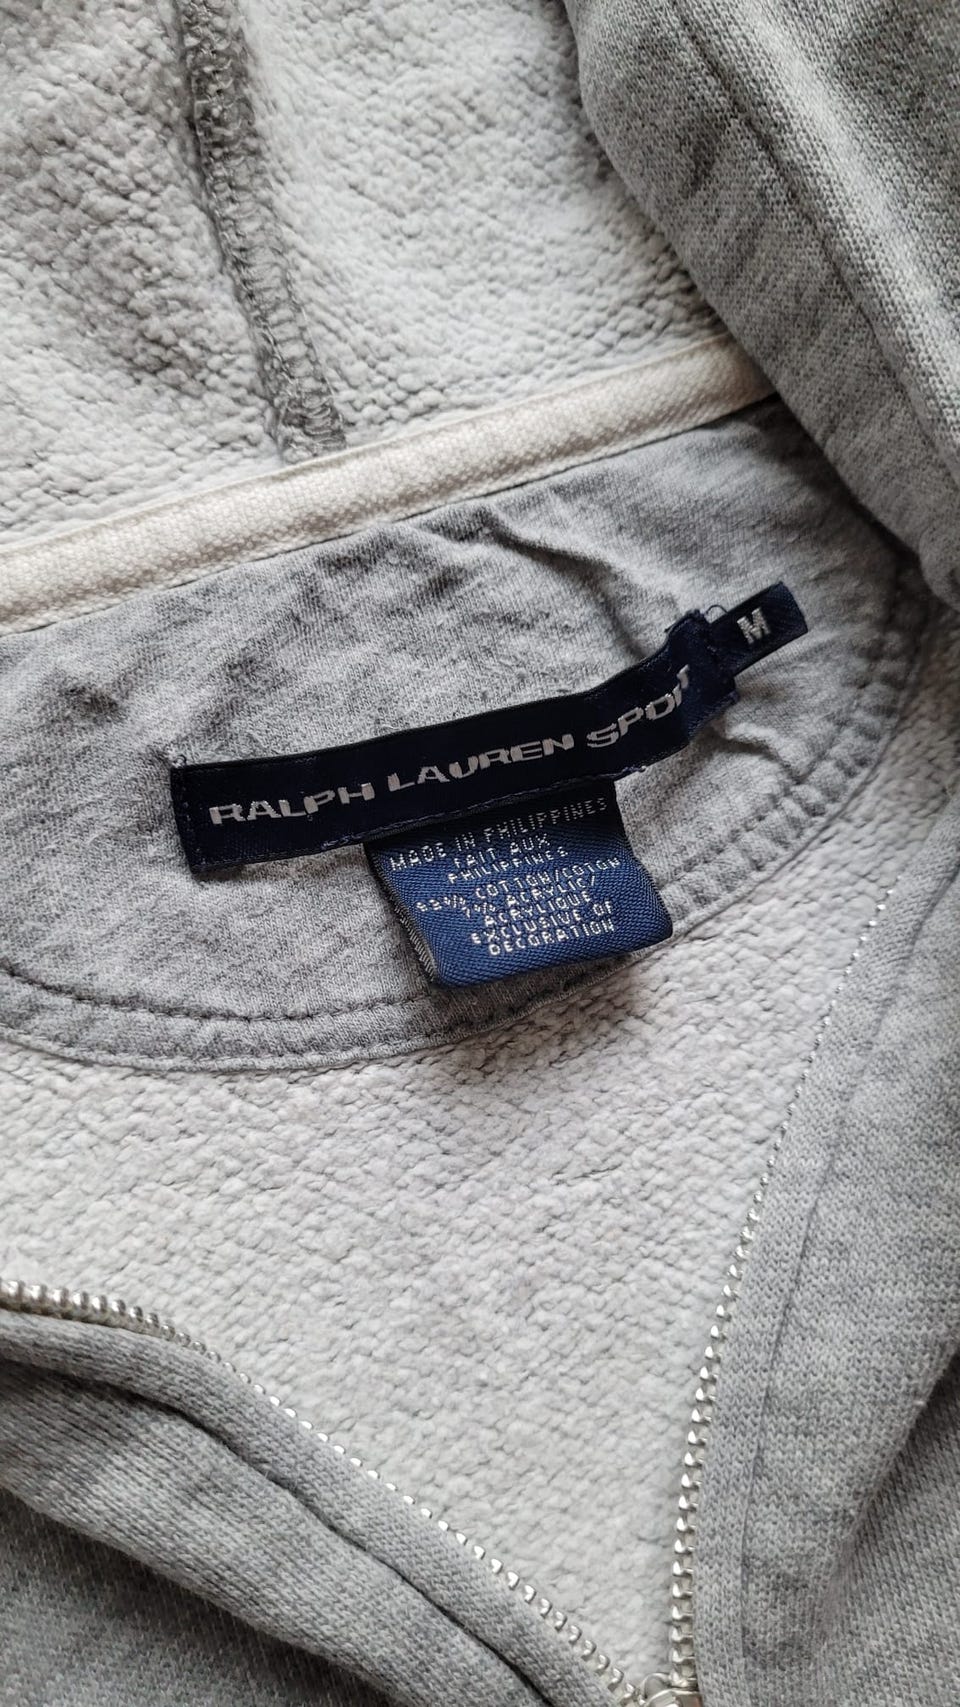 RALPH LAUREN SPORT
M
MADE IN PHILIPPINES
FAIT AUX
PHILIPPINES
COTTON/COTON
ACRYLIC/
ACRYLIQUE
EXCLUSIVE OF
DECORATION